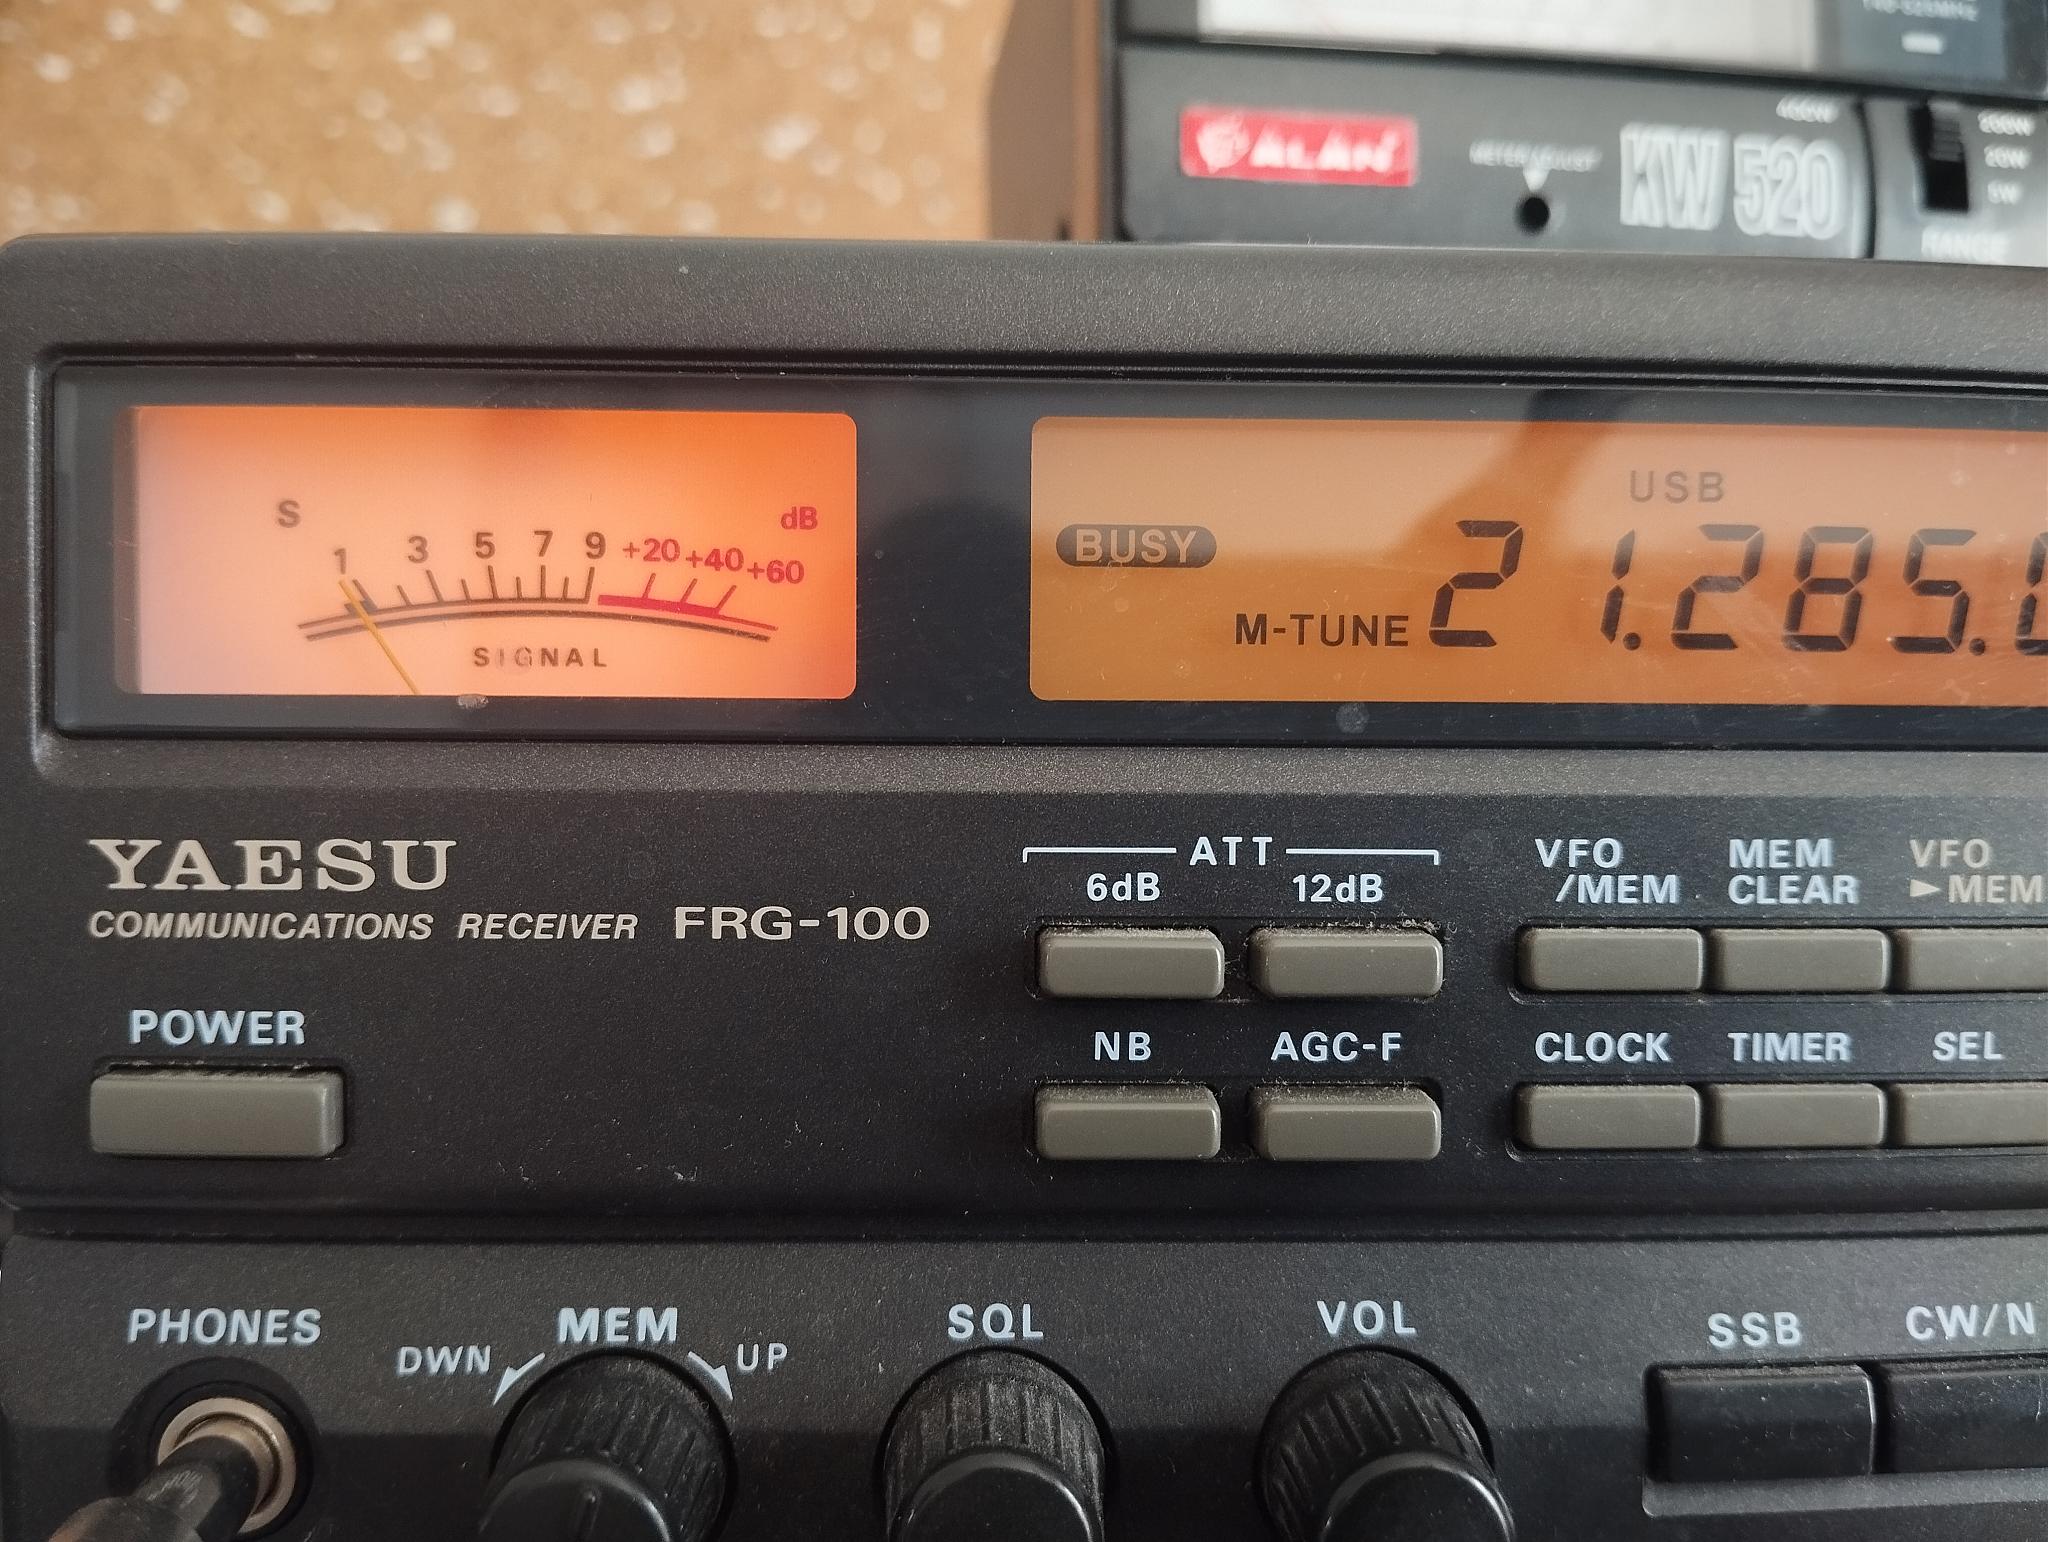 ALAN
METER ADJUST
KW 520
400W
200W
20W
5W
RANGE
S
dB
1 3 5 7 9 +20 +40 +60
SIGNAL
USB
BUSY
M-TUNE 21.285.
YAESU
COMMUNICATIONS RECEIVER FRG-100
ATT
6dB 12dB
VFO /MEM
MEM CLEAR
VFO ►MEM
POWER
NB AGC-F
CLOCK TIMER SEL
PHONES
DWN MEM UP
SQL
VOL
SSB CW/N